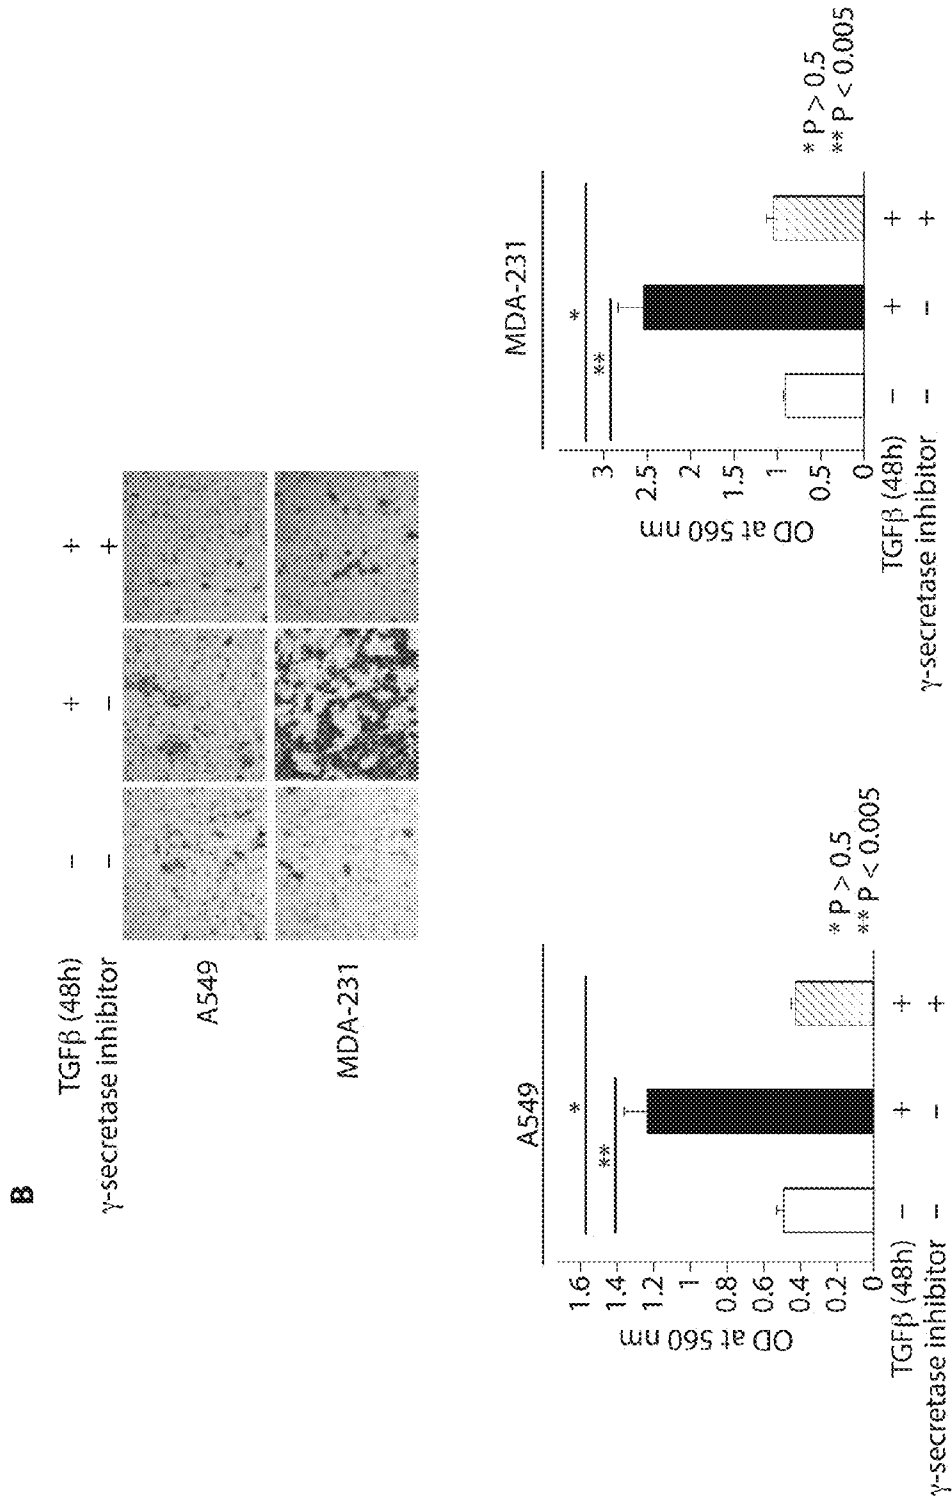 B
TGFβ (48h) − + +
γ-secretase inhibitor − − +
A549
MDA-231
A549
OD at 560 nm
1.6
1.4
1.2
1
0.8
0.6
0.4
0.2
0
**
*
TGFβ (48h) − + +
γ-secretase inhibitor − − +
* P > 0.5
** P < 0.005
MDA-231
OD at 560 nm
3
2.5
2
1.5
1
0.5
0
**
*
TGFβ (48h) − + +
γ-secretase inhibitor − − +
* P > 0.5
** P < 0.005